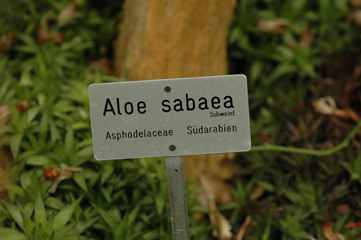 Aloe sabaea
Schweinf.
Asphodelaceae Südarabien